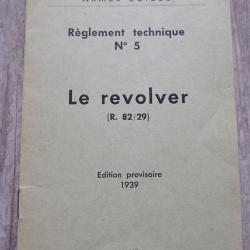 Règlement technique
N° 5
Le revolver
(R. 82/29)
Edition provisoire
1939